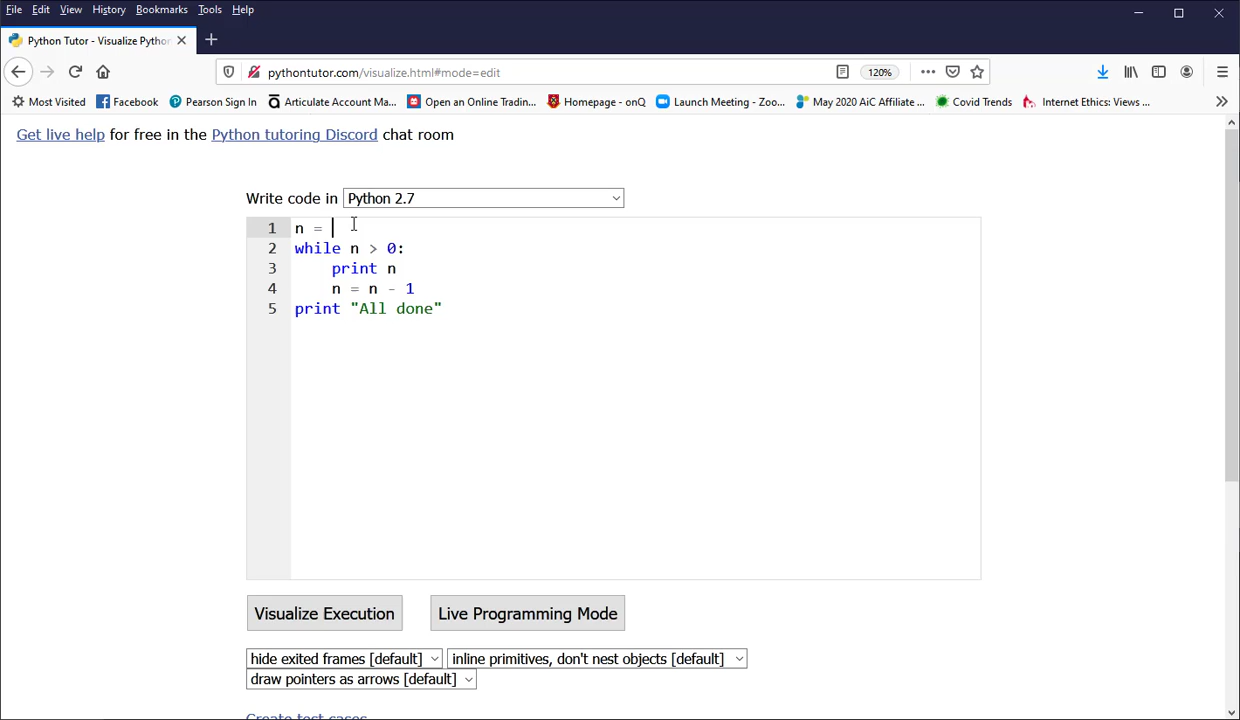 File Edit View History Bookmarks Tools Help
Python Tutor - Visualize Python
pythontutor.com/visualize.html#mode=edit 120%
Most Visited Facebook Pearson Sign In Articulate Account Ma... Open an Online Tradin... Homepage - onQ Launch Meeting - Zoo... May 2020 AiC Affiliate ... Covid Trends Internet Ethics: Views ...
Get live help for free in the Python tutoring Discord chat room
Write code in Python 2.7
1 n =
2 while n > 0:
3 print n
4 n = n - 1
5 print "All done"
Visualize Execution Live Programming Mode
hide exited frames [default] inline primitives, don't nest objects [default]
draw pointers as arrows [default]
Create test cases